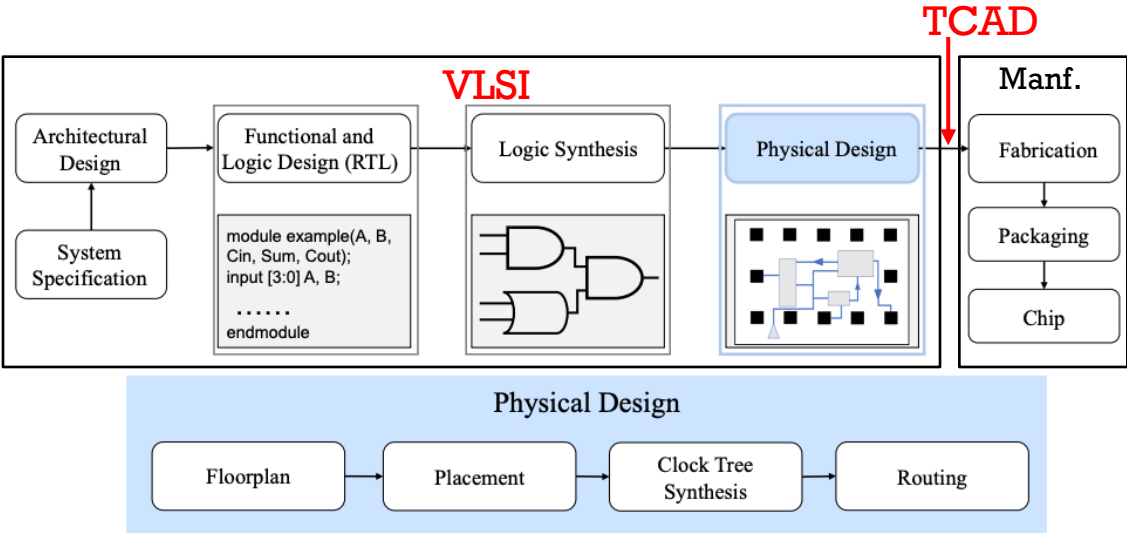 TCAD
VLSI
Manf.
Architectural
Design
System
Specification
Functional and
Logic Design (RTL)
module example(A, B,
Cin, Sum, Cout);
input [3:0] A, B;
......
endmodule
Logic Synthesis
Physical Design
Fabrication
Packaging
Chip
Physical Design
Floorplan
Placement
Clock Tree
Synthesis
Routing